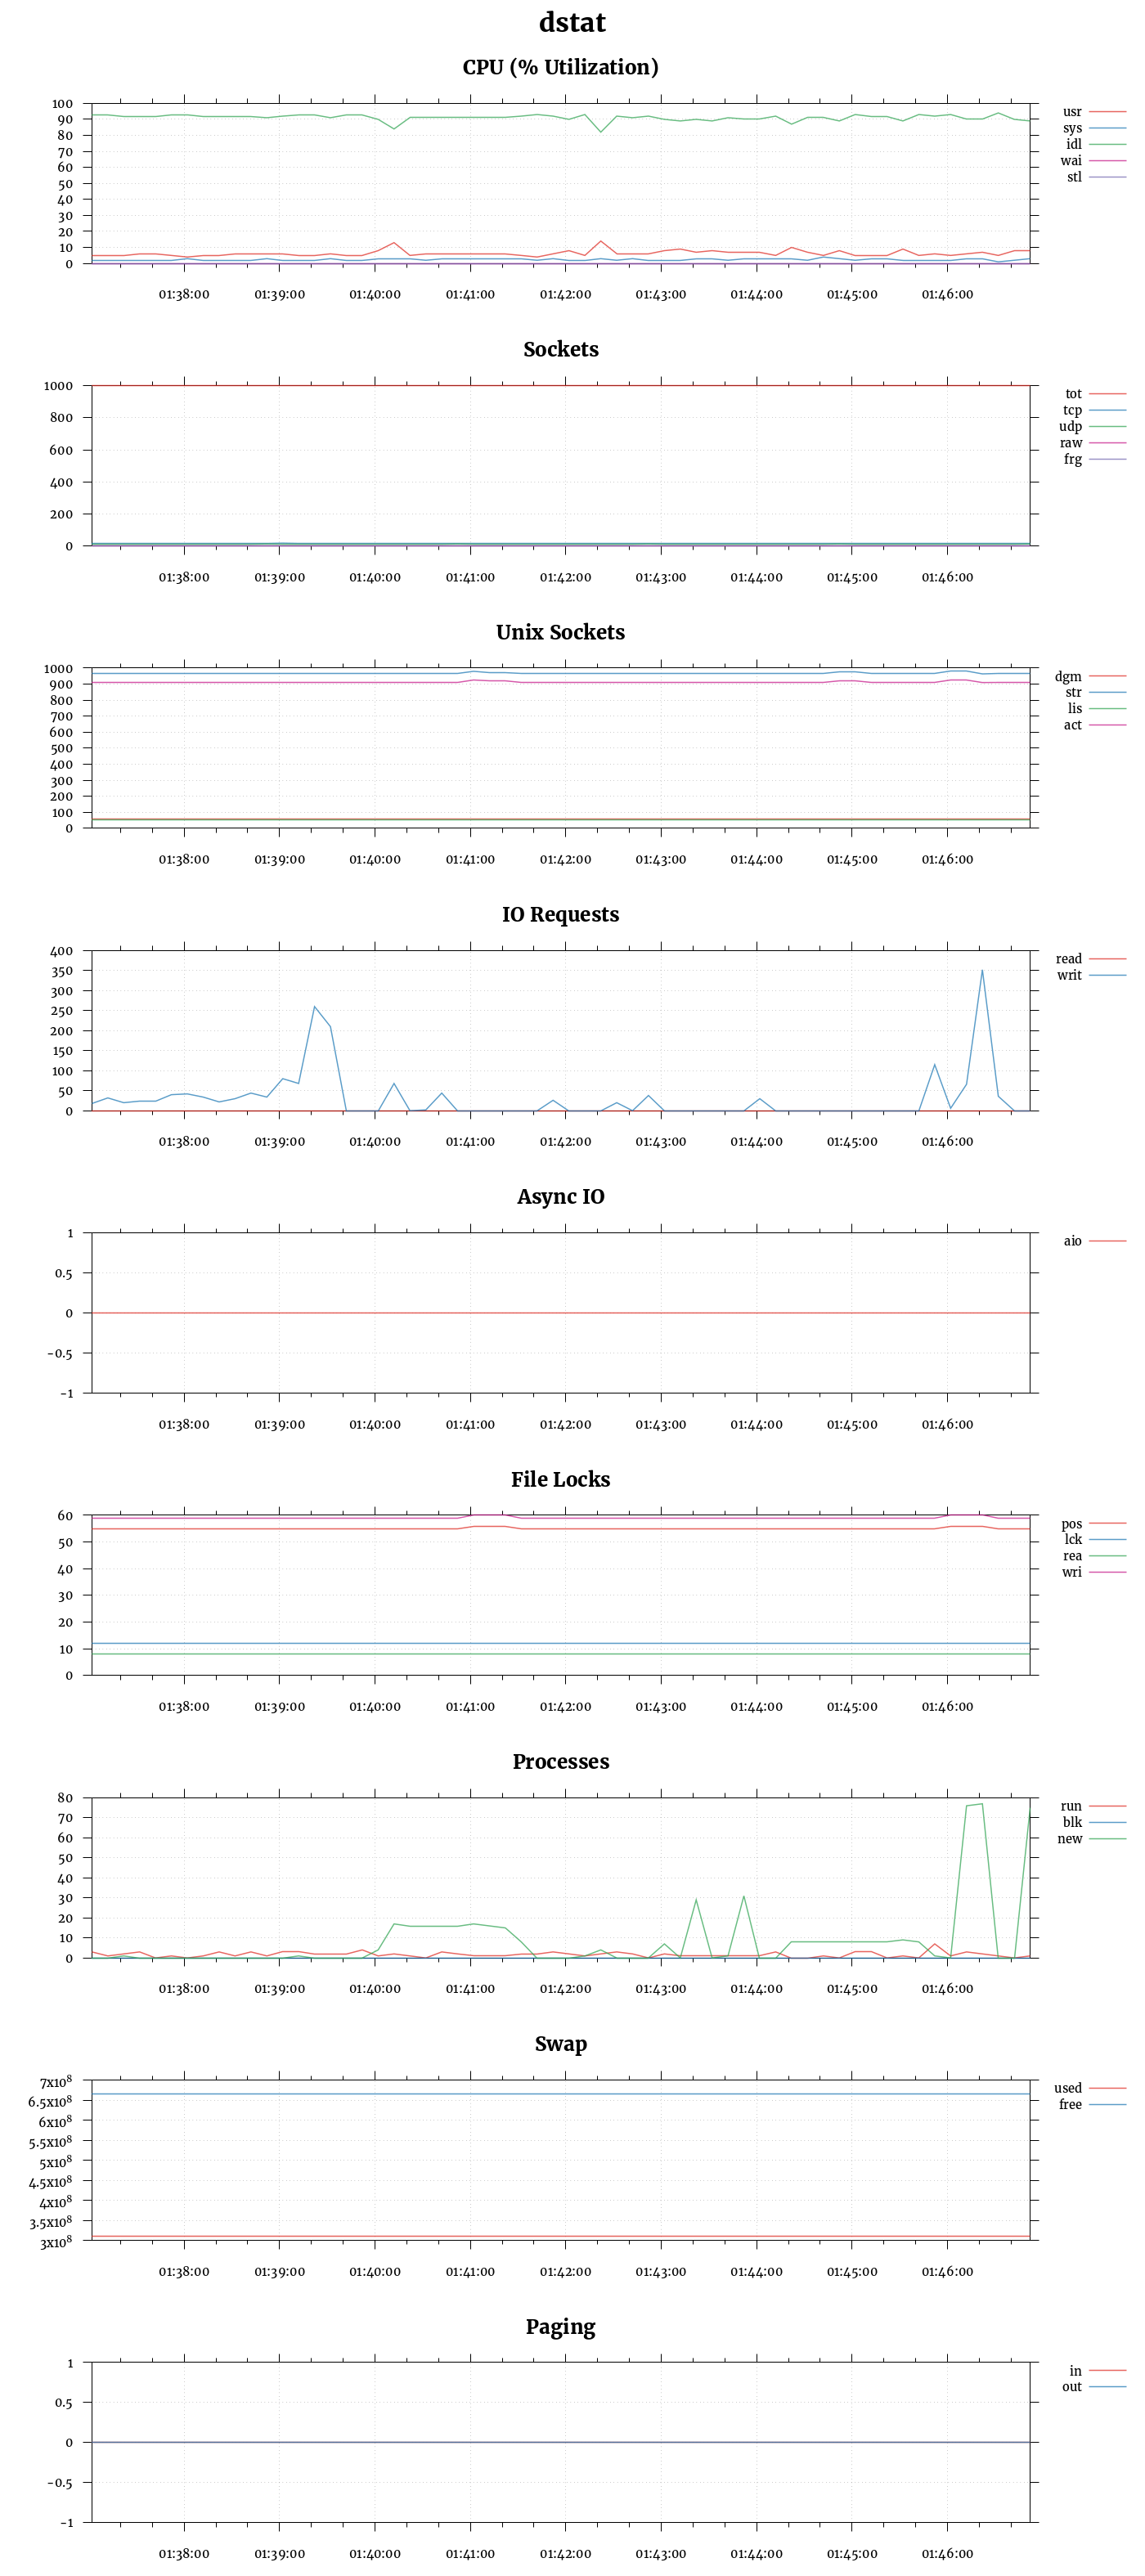 dstat
CPU (% Utilization)
100
90
80
70
60
50
40
30
20
10
0
usr
sys
idl
wai
stl
01:38:00 01:39:00 01:40:00 01:41:00 01:42:00 01:43:00 01:44:00 01:45:00 01:46:00
Sockets
1000
800
600
400
200
0
tot
tcp
udp
raw
frg
01:38:00 01:39:00 01:40:00 01:41:00 01:42:00 01:43:00 01:44:00 01:45:00 01:46:00
Unix Sockets
1000
900
800
700
600
500
400
300
200
100
0
dgm
str
lis
act
01:38:00 01:39:00 01:40:00 01:41:00 01:42:00 01:43:00 01:44:00 01:45:00 01:46:00
IO Requests
400
350
300
250
200
150
100
50
0
read
writ
01:38:00 01:39:00 01:40:00 01:41:00 01:42:00 01:43:00 01:44:00 01:45:00 01:46:00
Async IO
1
0.5
0
-0.5
-1
aio
01:38:00 01:39:00 01:40:00 01:41:00 01:42:00 01:43:00 01:44:00 01:45:00 01:46:00
File Locks
60
50
40
30
20
10
0
pos
lck
rea
wri
01:38:00 01:39:00 01:40:00 01:41:00 01:42:00 01:43:00 01:44:00 01:45:00 01:46:00
Processes
80
70
60
50
40
30
20
10
0
run
blk
new
01:38:00 01:39:00 01:40:00 01:41:00 01:42:00 01:43:00 01:44:00 01:45:00 01:46:00
Swap
7x10⁸
6.5x10⁸
6x10⁸
5.5x10⁸
5x10⁸
4.5x10⁸
4x10⁸
3.5x10⁸
3x10⁸
used
free
01:38:00 01:39:00 01:40:00 01:41:00 01:42:00 01:43:00 01:44:00 01:45:00 01:46:00
Paging
1
0.5
0
-0.5
-1
in
out
01:38:00 01:39:00 01:40:00 01:41:00 01:42:00 01:43:00 01:44:00 01:45:00 01:46:00